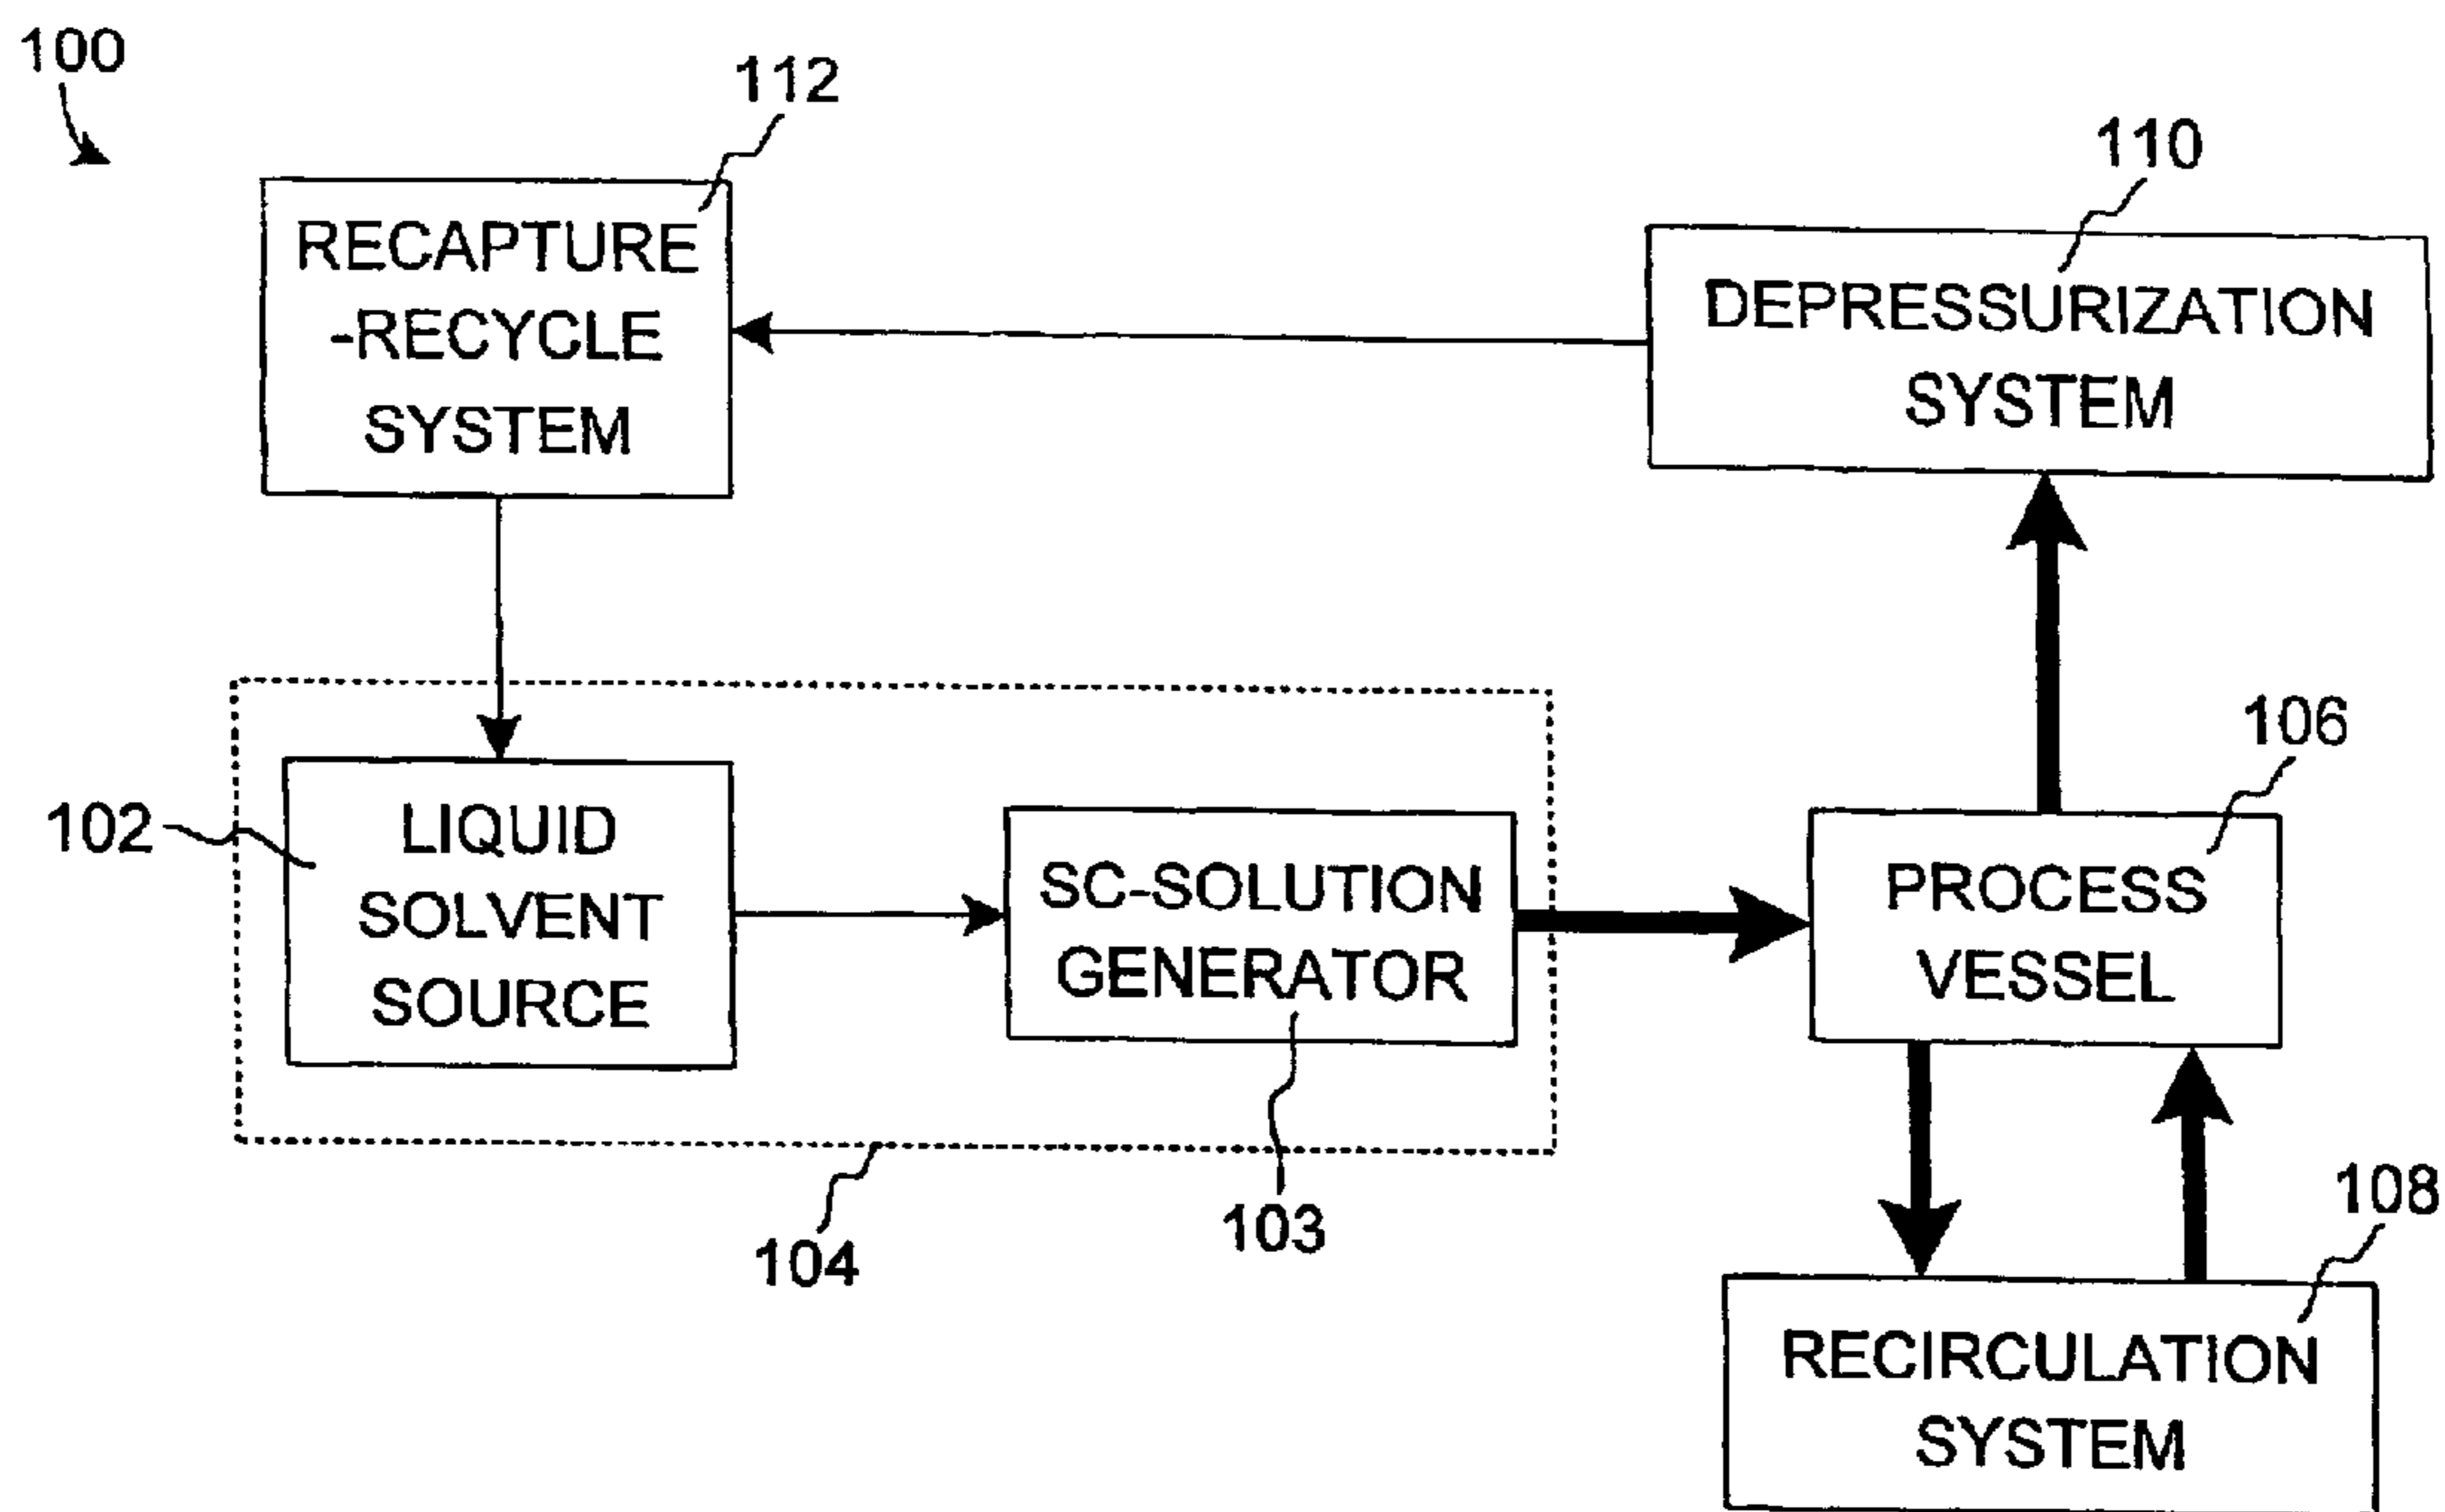 100
112
110
RECAPTURE
-RECYCLE
SYSTEM
DEPRESSURIZATION
SYSTEM
106
102
LIQUID
SOLVENT
SOURCE
SC-SOLUTION
GENERATOR
PROCESS
VESSEL
104
103
108
RECIRCULATION
SYSTEM